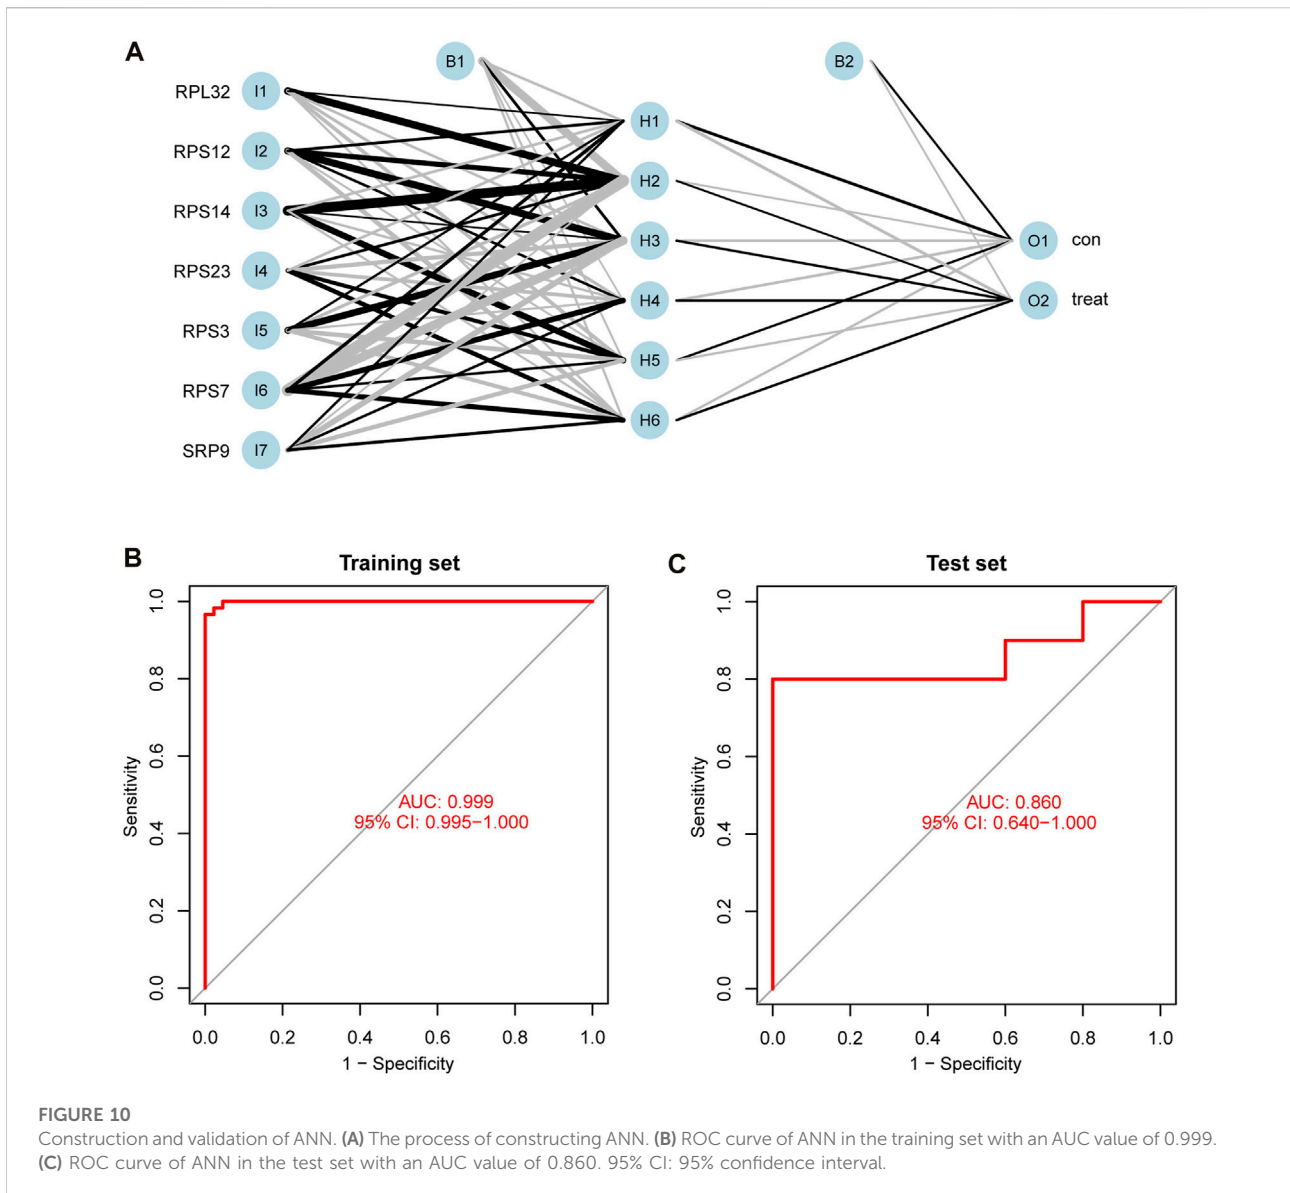 A
B1
B2
RPL32 I1
H1
RPS12 I2
H2
RPS14 I3
H3
O1 con
RPS23 I4
H4
O2 treat
RPS3 I5
H5
RPS7 I6
H6
SRP9 I7
B
Training set
Sensitivity
1.0
0.8
0.6
0.4
0.2
0.0
AUC: 0.999
95% CI: 0.995−1.000
0.0 0.2 0.4 0.6 0.8 1.0
1 − Specificity
C
Test set
Sensitivity
1.0
0.8
0.6
0.4
0.2
0.0
AUC: 0.860
95% CI: 0.640−1.000
0.0 0.2 0.4 0.6 0.8 1.0
1 − Specificity
FIGURE 10
Construction and validation of ANN. (A) The process of constructing ANN. (B) ROC curve of ANN in the training set with an AUC value of 0.999.
(C) ROC curve of ANN in the test set with an AUC value of 0.860. 95% CI: 95% confidence interval.